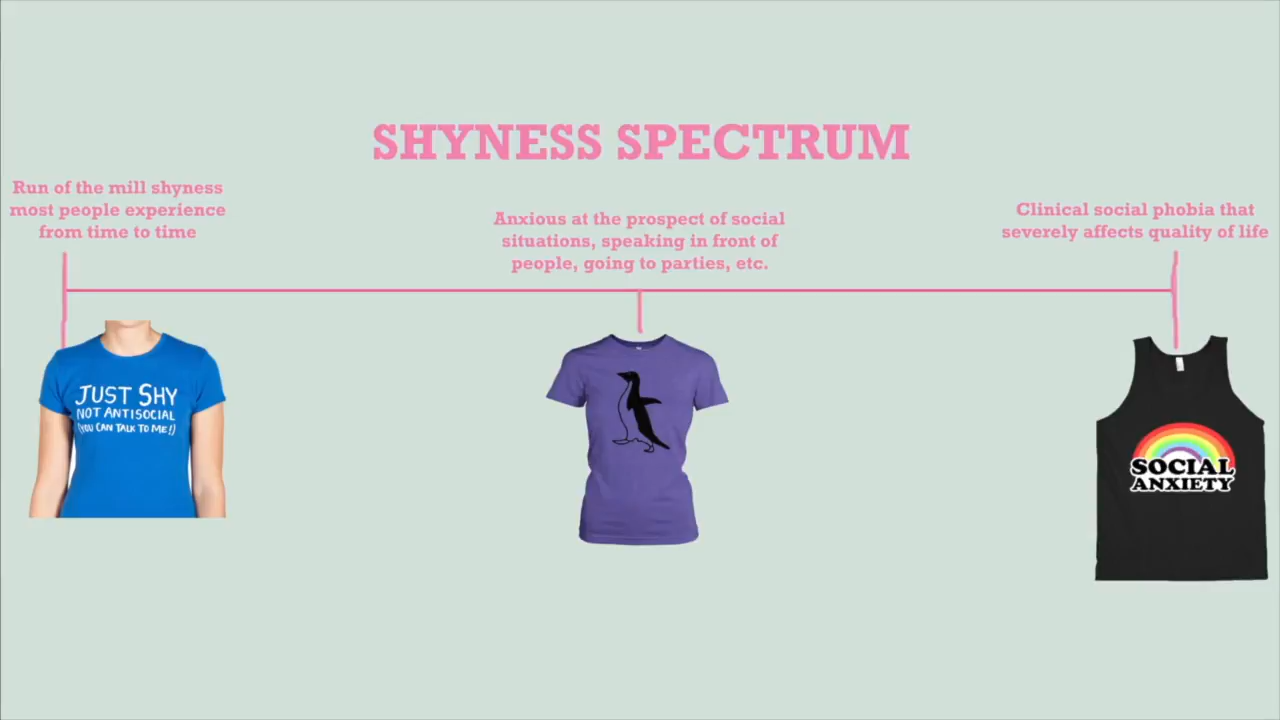 SHYNESS SPECTRUM
Run of the mill shyness
most people experience
from time to time
Anxious at the prospect of social
situations, speaking in front of
people, going to parties, etc.
Clinical social phobia that
severely affects quality of life
JUST SHY
NOT ANTISOCIAL
(YOU CAN TALK TO ME!)
SOCIAL
ANXIETY